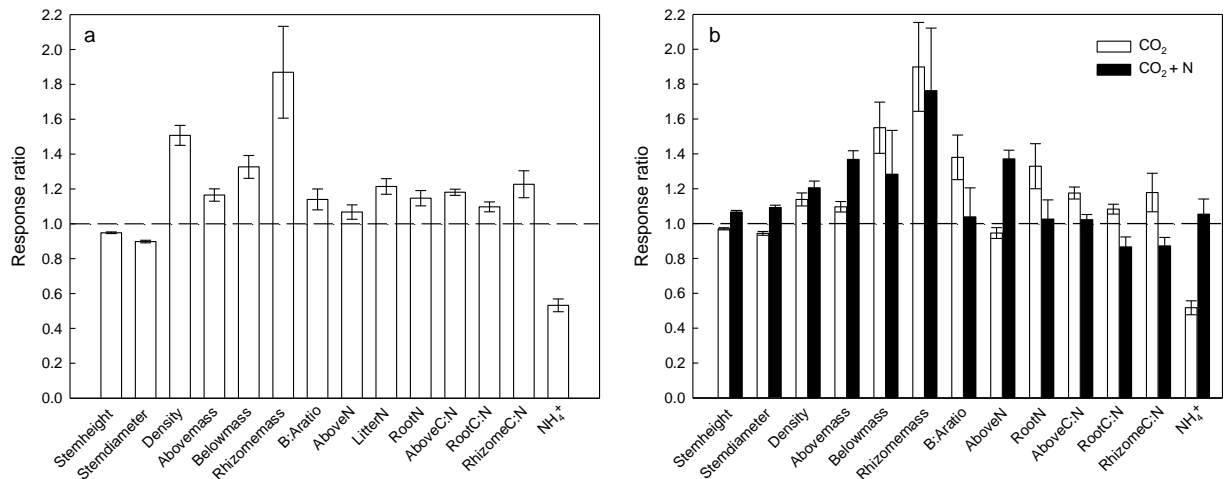 a
Response ratio
2.2
2.0
1.8
1.6
1.4
1.2
1.0
0.8
0.6
0.4
0.2
0.0
Stemheight
Stemdiameter
Density
Abovemass
Belowmass
Rhizomemass
B:Aratio
AboveN
LitterN
RootN
AboveC:N
RootC:N
RhizomeC:N
NH₄⁺
b
CO₂
CO₂ + N
Response ratio
2.2
2.0
1.8
1.6
1.4
1.2
1.0
0.8
0.6
0.4
0.2
0.0
Stemheight
Stemdiameter
Density
Abovemass
Belowmass
Rhizomemass
B:Aratio
AboveN
RootN
AboveC:N
RootC:N
RhizomeC:N
NH₄⁺